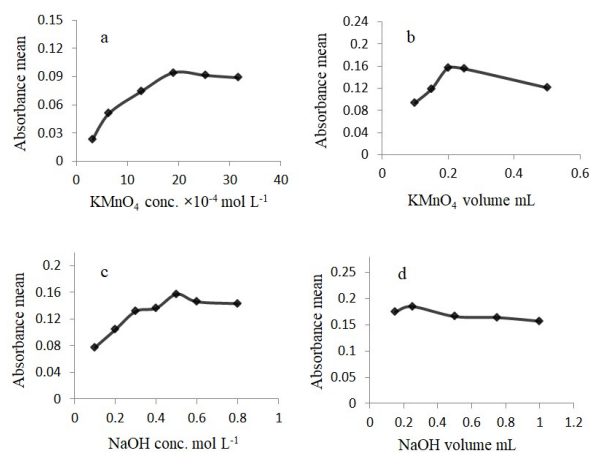 a
Absorbance mean
0.15
0.12
0.09
0.06
0.03
0
0 10 20 30 40
KMnO4 conc. ×10-4 mol L-1
b
Absorbance mean
0.24
0.2
0.16
0.12
0.08
0.04
0
0 0.2 0.4 0.6
KMnO4 volume mL
c
Absorbance mean
0.2
0.16
0.12
0.08
0.04
0
0 0.2 0.4 0.6 0.8 1
NaOH conc. mol L-1
d
Absorbance mean
0.25
0.2
0.15
0.1
0.05
0
0 0.2 0.4 0.6 0.8 1 1.2
NaOH volume mL